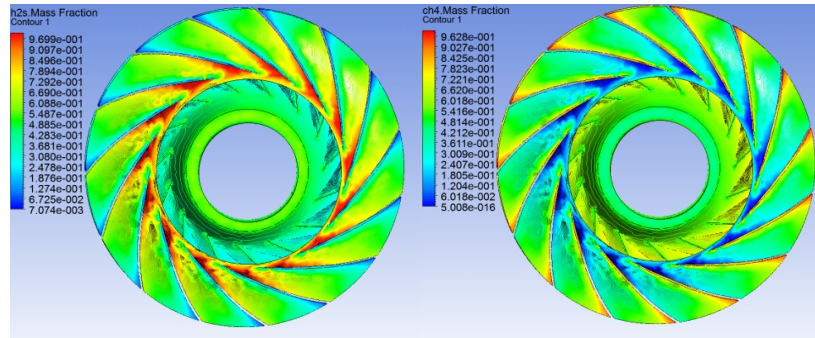 h2s.Mass Fraction
Contour 1
9.699e-001
9.097e-001
8.496e-001
7.894e-001
7.292e-001
6.690e-001
6.088e-001
5.487e-001
4.885e-001
4.283e-001
3.681e-001
3.080e-001
2.478e-001
1.876e-001
1.274e-001
6.725e-002
7.074e-003
ch4.Mass Fraction
Contour 1
9.628e-001
9.027e-001
8.425e-001
7.823e-001
7.221e-001
6.620e-001
6.018e-001
5.416e-001
4.814e-001
4.212e-001
3.611e-001
3.009e-001
2.407e-001
1.805e-001
1.204e-001
6.018e-002
5.008e-016